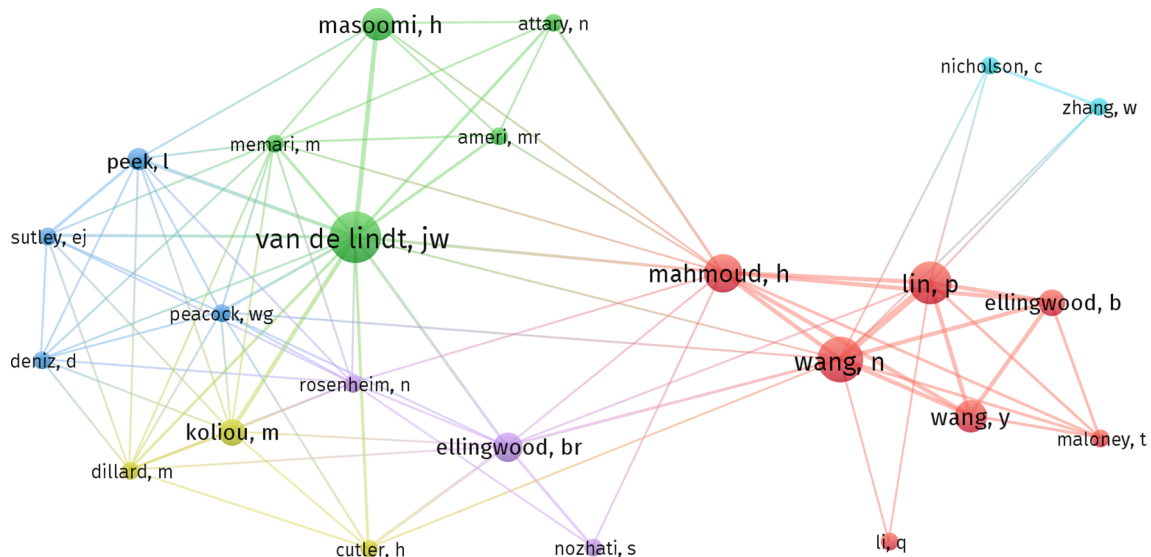 masoomi, h
attary, n
nicholson, c
zhang, w
ameri, mr
memari, m
peek, l
sutley, ej
van de lindt, jw
mahmoud, h
lin, p
ellingwood, b
peacock, wg
deniz, d
wang, n
rosenheim, n
wang, y
koliou, m
maloney, t
ellingwood, br
dillard, m
li, q
cutler, h
nozhati, s